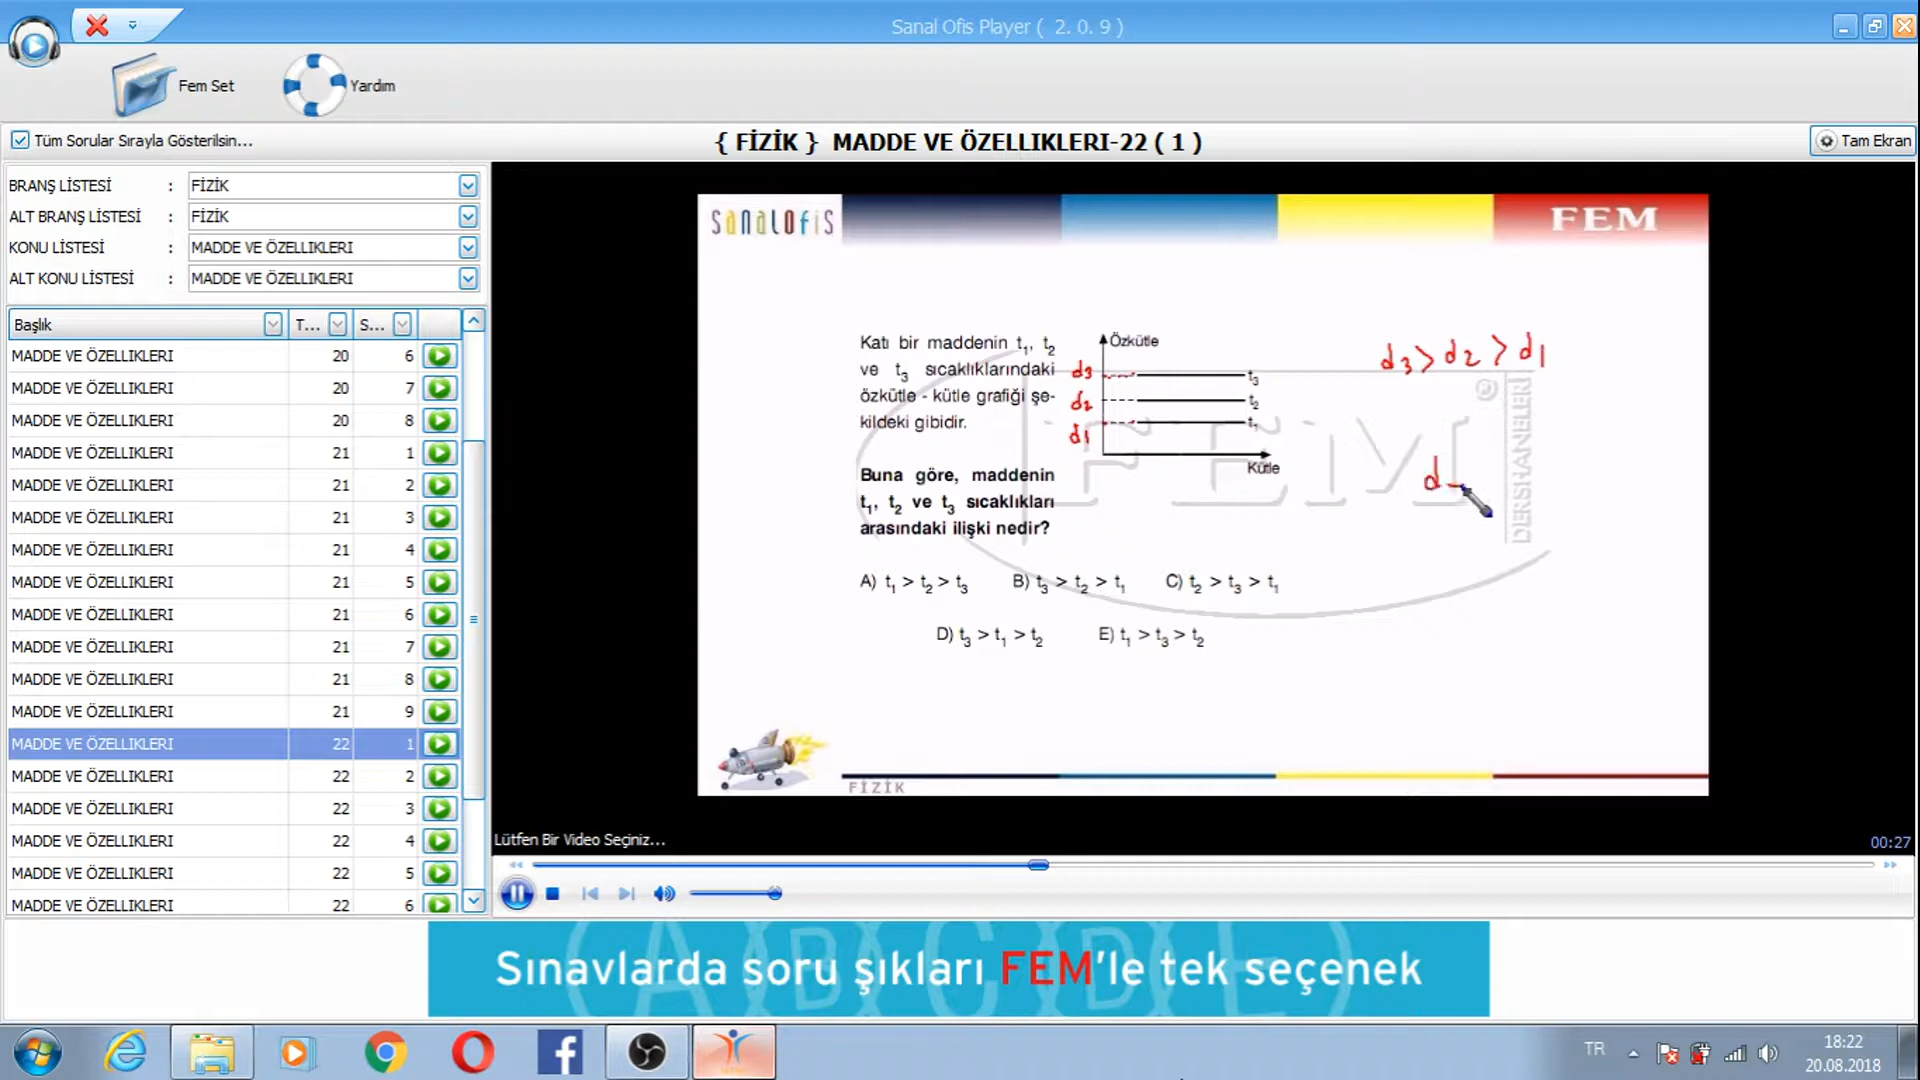 Sanal Ofis Player ( 2. 0. 9 )
Fem Set
Yardım
Tüm Sorular Sırayla Gösterilsin...
{ FİZİK } MADDE VE ÖZELLIKLERI-22 ( 1 )
Tam Ekran
BRANŞ LİSTESİ : FİZİK
ALT BRANŞ LİSTESİ : FİZİK
KONU LİSTESİ : MADDE VE ÖZELLIKLERI
ALT KONU LİSTESİ : MADDE VE ÖZELLIKLERI
Başlık T... S...
MADDE VE ÖZELLIKLERI 20 6
MADDE VE ÖZELLIKLERI 20 7
MADDE VE ÖZELLIKLERI 20 8
MADDE VE ÖZELLIKLERI 21 1
MADDE VE ÖZELLIKLERI 21 2
MADDE VE ÖZELLIKLERI 21 3
MADDE VE ÖZELLIKLERI 21 4
MADDE VE ÖZELLIKLERI 21 5
MADDE VE ÖZELLIKLERI 21 6
MADDE VE ÖZELLIKLERI 21 7
MADDE VE ÖZELLIKLERI 21 8
MADDE VE ÖZELLIKLERI 21 9
MADDE VE ÖZELLIKLERI 22 1
MADDE VE ÖZELLIKLERI 22 2
MADDE VE ÖZELLIKLERI 22 3
MADDE VE ÖZELLIKLERI 22 4
MADDE VE ÖZELLIKLERI 22 5
MADDE VE ÖZELLIKLERI 22 6
sanalofis
FEM
Katı bir maddenin t₁, t₂
ve t₃ sıcaklıklarındaki
özkütle - kütle grafiği şe-
kildeki gibidir.
Buna göre, maddenin
t₁, t₂ ve t₃ sıcaklıkları
arasındaki ilişki nedir?
Özkütle
d3 t₃
d2 t₂
d1 t₁
Kütle
d3 > d2 > d1
d
FEM
DERSHANELERİ
A) t₁ > t₂ > t₃ B) t₃ > t₂ > t₁ C) t₂ > t₃ > t₁
D) t₃ > t₁ > t₂ E) t₁ > t₃ > t₂
FİZİK
Lütfen Bir Video Seçiniz...
00:27
A B C D E
Sınavlarda soru şıkları FEM'le tek seçenek
TR
18:22
20.08.2018